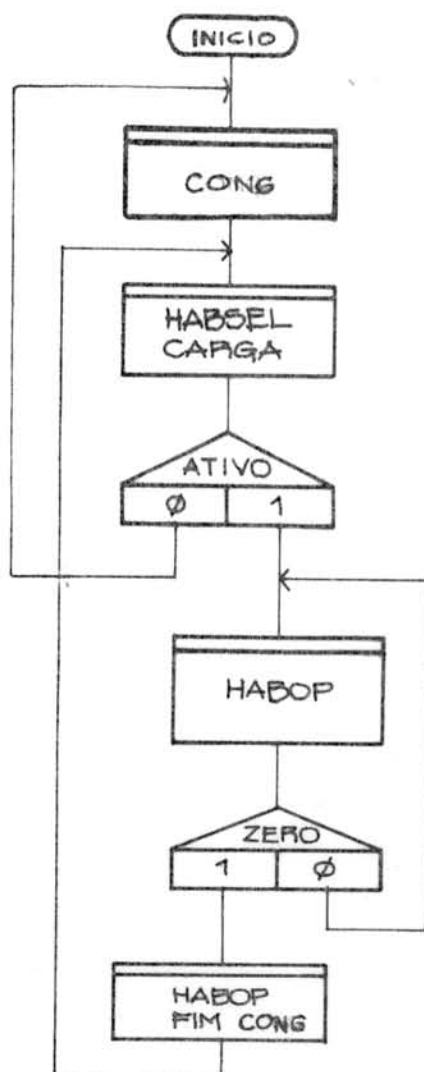 INICIO
CONG
HABSEL
CARGA
ATIVO
Ø 1
HABOP
ZERO
1 Ø
HABOP
FIM CONG